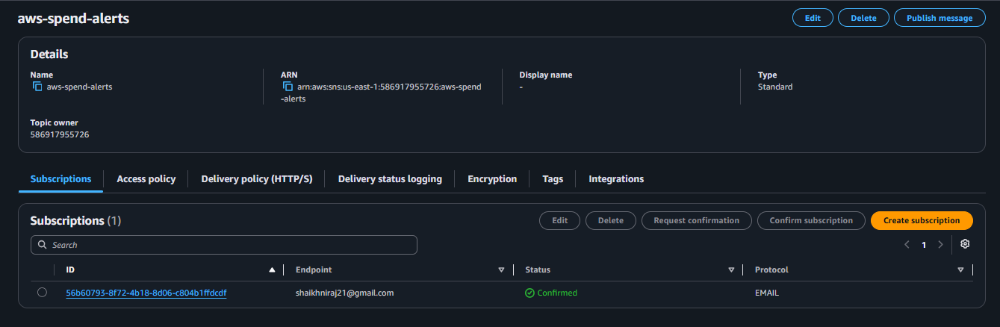 aws-spend-alerts
Edit
Delete
Publish message
Details
Name
aws-spend-alerts
ARN
arn:aws:sns:us-east-1:586917955726:aws-spend
-alerts
Display name
-
Type
Standard
Topic owner
586917955726
Subscriptions
Access policy
Delivery policy (HTTP/S)
Delivery status logging
Encryption
Tags
Integrations
Subscriptions (1)
Edit
Delete
Request confirmation
Confirm subscription
Create subscription
Search
1
ID
Endpoint
Status
Protocol
56b60793-8f72-4b18-8d06-c804b1ffdcdf
shaikhniraj21@gmail.com
Confirmed
EMAIL